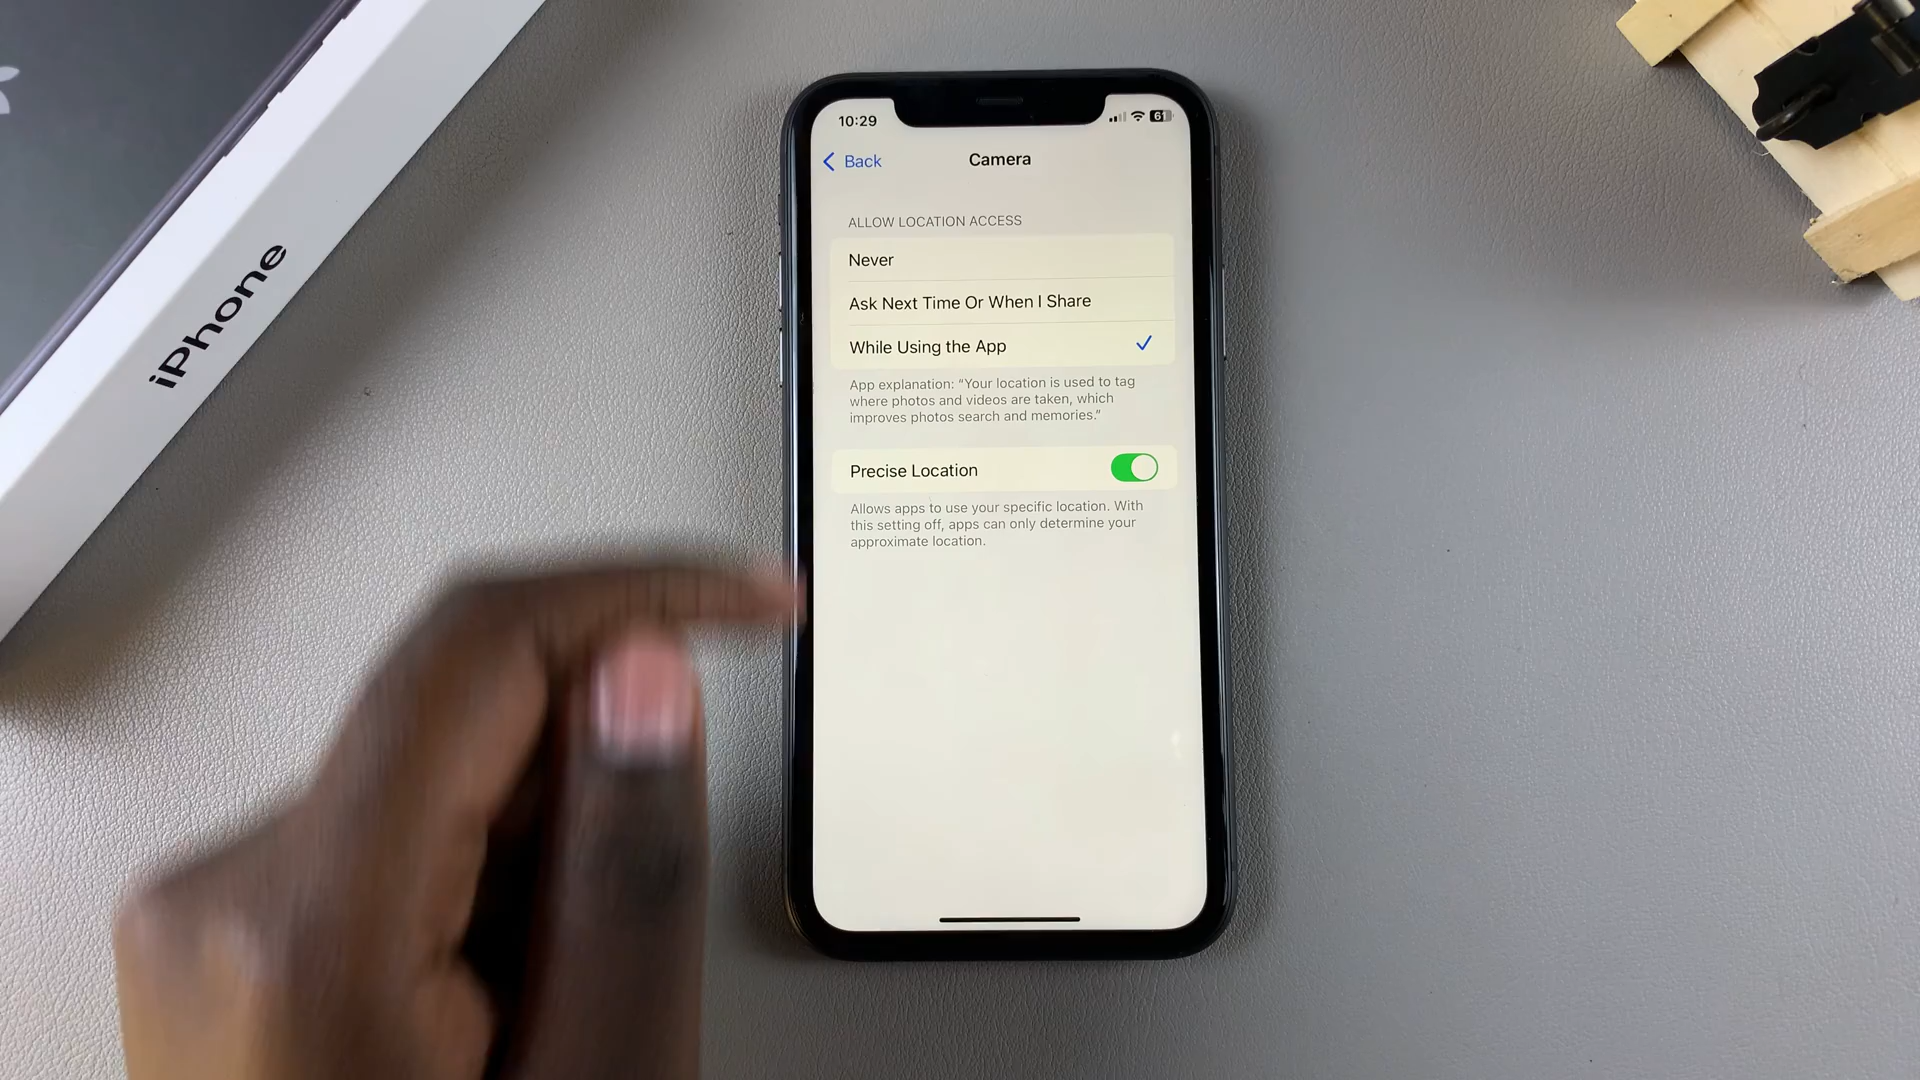 iPhone
10:29
61
Back
Camera
ALLOW LOCATION ACCESS
Never
Ask Next Time Or When I Share
While Using the App
App explanation: “Your location is used to tag
where photos and videos are taken, which
improves photos search and memories.”
Precise Location
Allows apps to use your specific location. With
this setting off, apps can only determine your
approximate location.